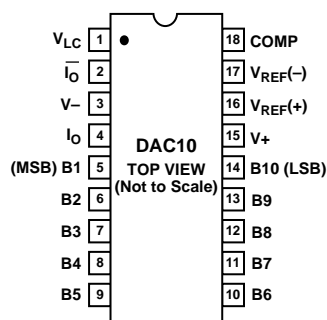 V_LC 1 18 COMP
I̅_O̅ 2 17 V_REF(–)
V– 3 16 V_REF(+)
I_O 4 15 V+
DAC10
(MSB) B1 5 TOP VIEW 14 B10 (LSB)
(Not to Scale)
B2 6 13 B9
B3 7 12 B8
B4 8 11 B7
B5 9 10 B6